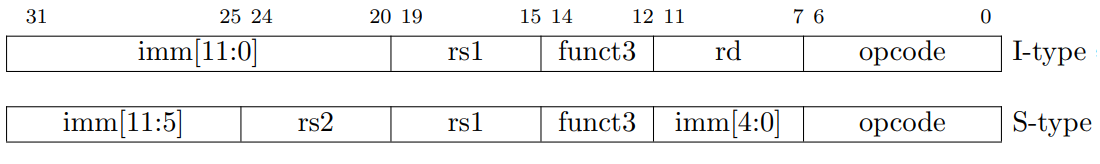 31 25 24 20 19 15 14 12 11 7 6 0
imm[11:0] rs1 funct3 rd opcode I-type
imm[11:5] rs2 rs1 funct3 imm[4:0] opcode S-type